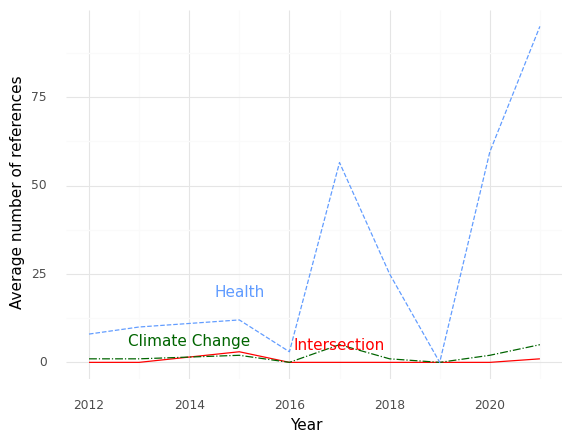 Average number of references
75
50
25
0
Health
Climate Change
Intersection
2012
2014
2016
2018
2020
Year